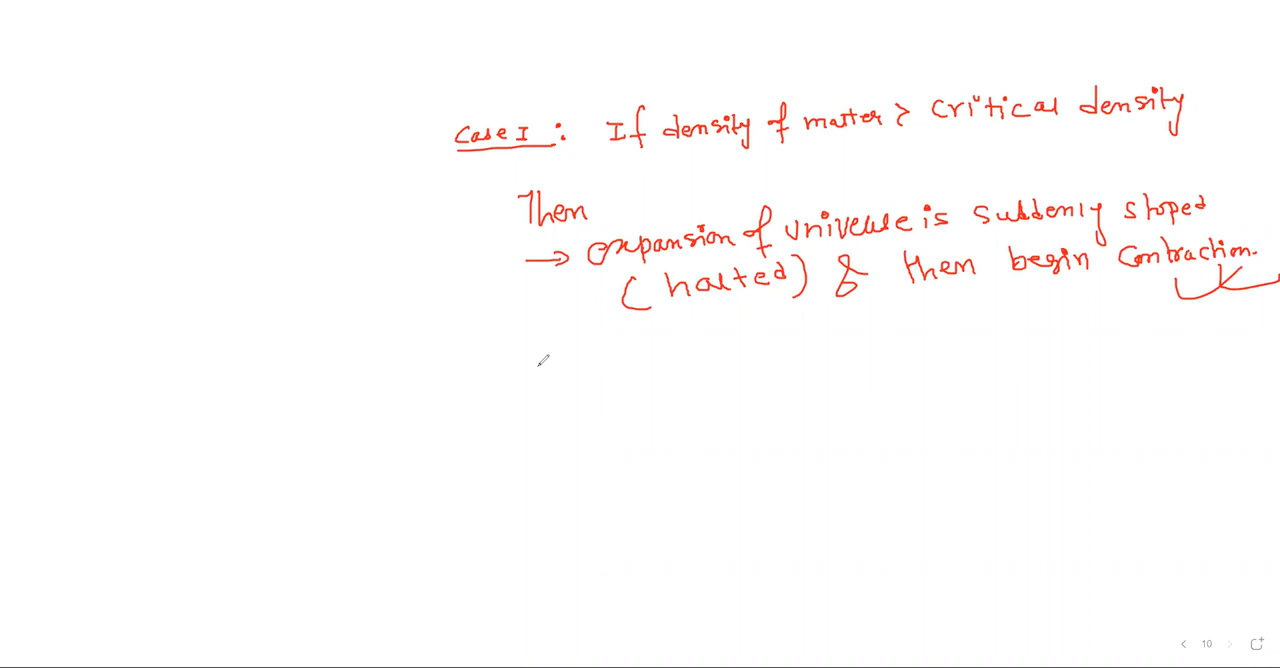 Case I : If density of matter > critical density
Then
→ expansion of universe is suddenly stoped
(halted) & then begin contraction.
10